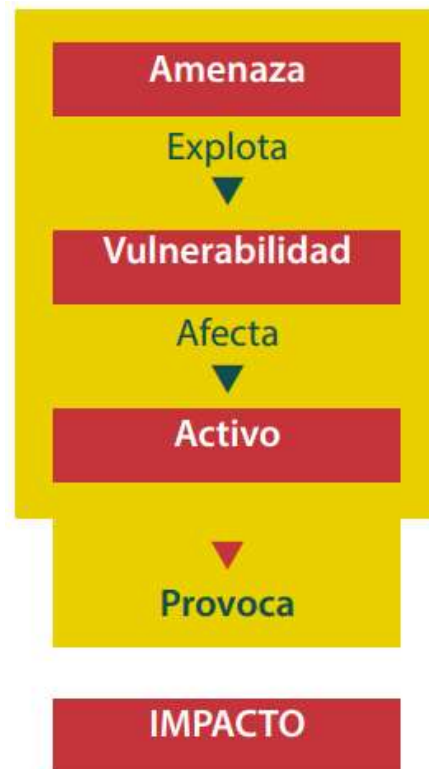 Amenaza
Explota
Vulnerabilidad
Afecta
Activo
Provoca
IMPACTO